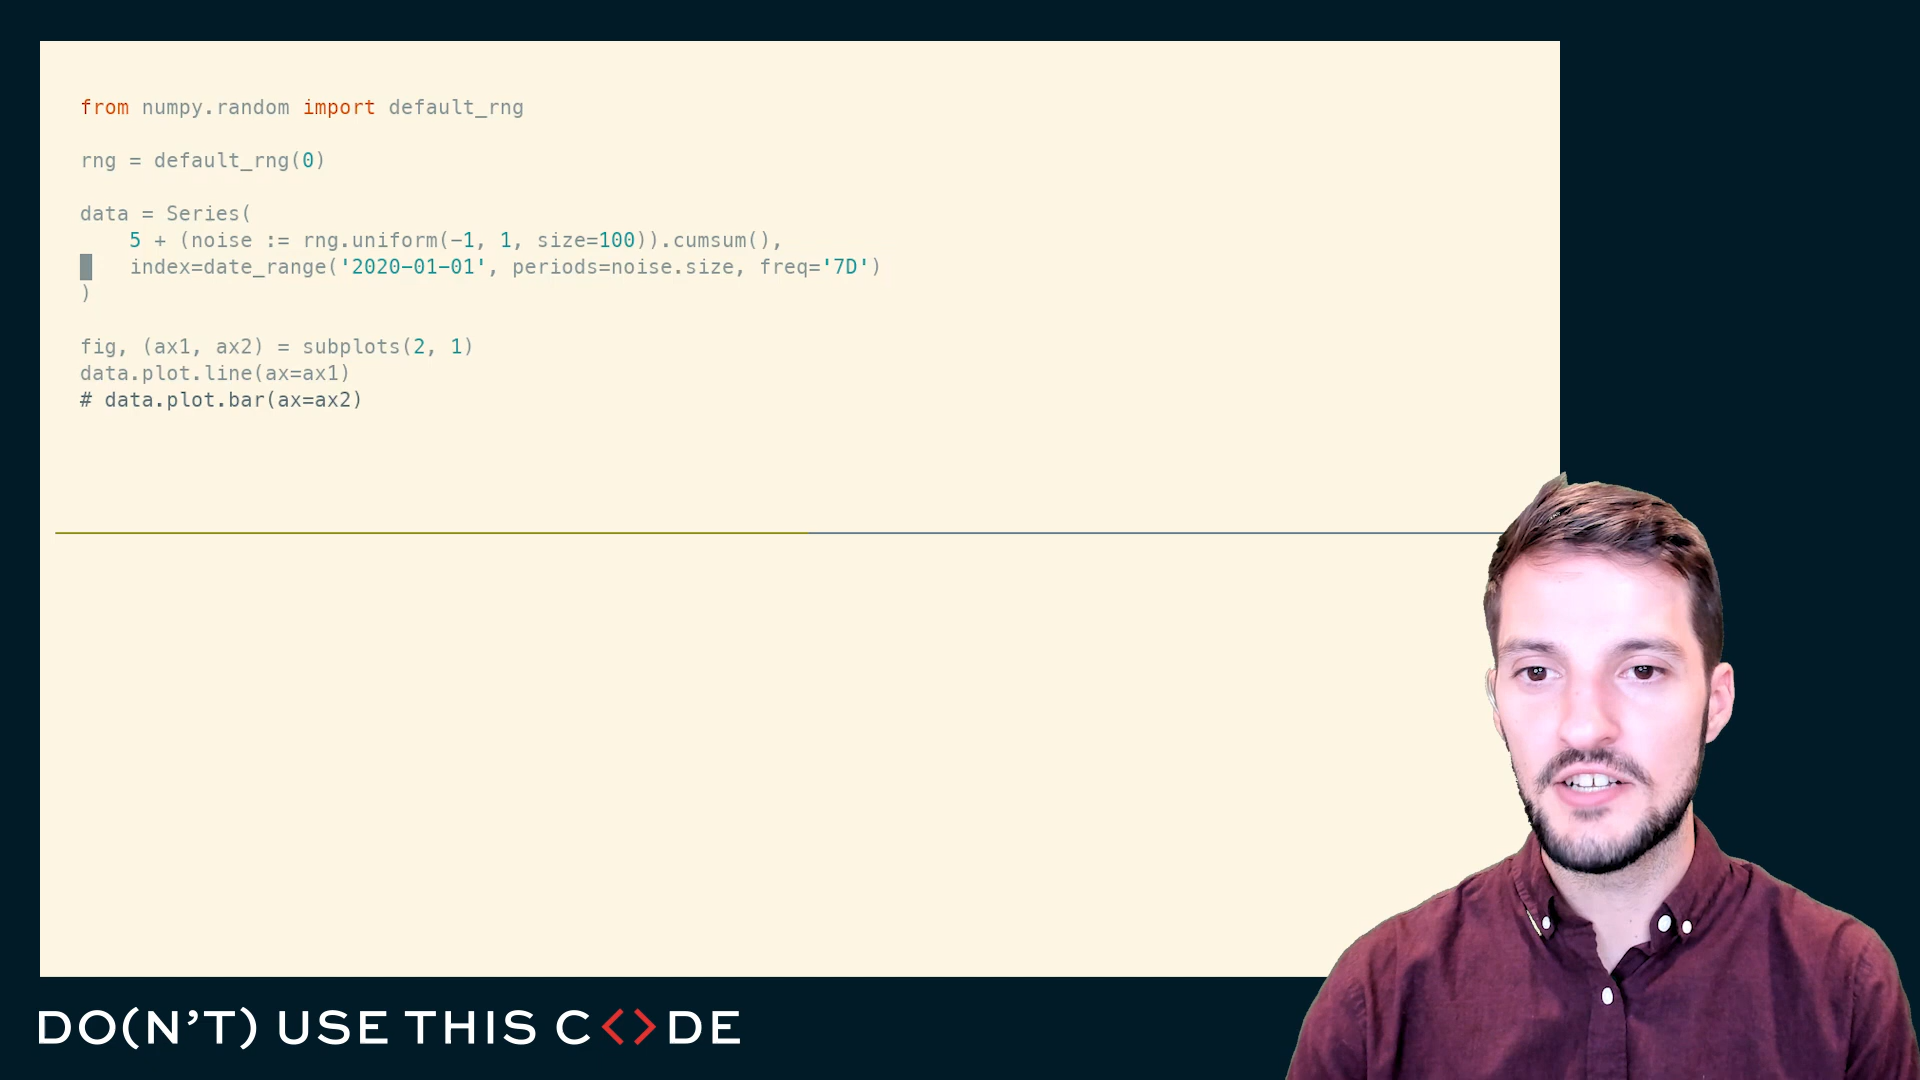 from numpy.random import default_rng
rng = default_rng(0)
data = Series(
    5 + (noise := rng.uniform(-1, 1, size=100)).cumsum(),
    index=date_range('2020-01-01', periods=noise.size, freq='7D')
)
fig, (ax1, ax2) = subplots(2, 1)
data.plot.line(ax=ax1)
# data.plot.bar(ax=ax2)
DO(N'T) USE THIS C<>DE